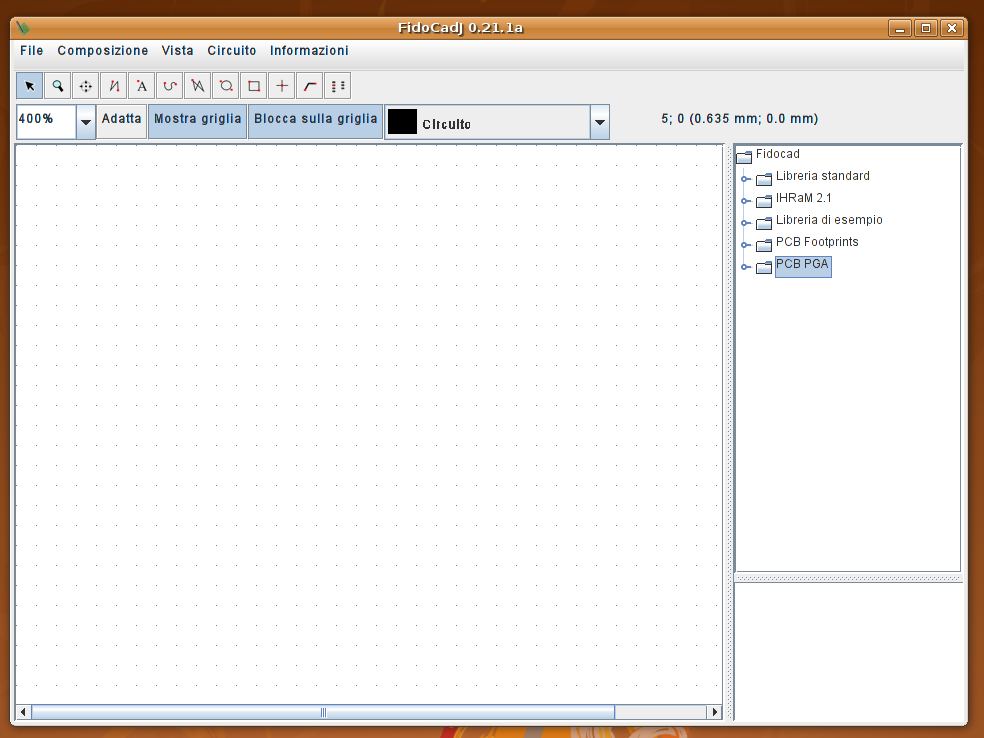 FidoCadJ 0.21.1a
File Composizione Vista Circuito Informazioni
A
400% Adatta Mostra griglia Blocca sulla griglia Circuito 5; 0 (0.635 mm; 0.0 mm)
Fidocad
Libreria standard
IHRaM 2.1
Libreria di esempio
PCB Footprints
PCB PGA